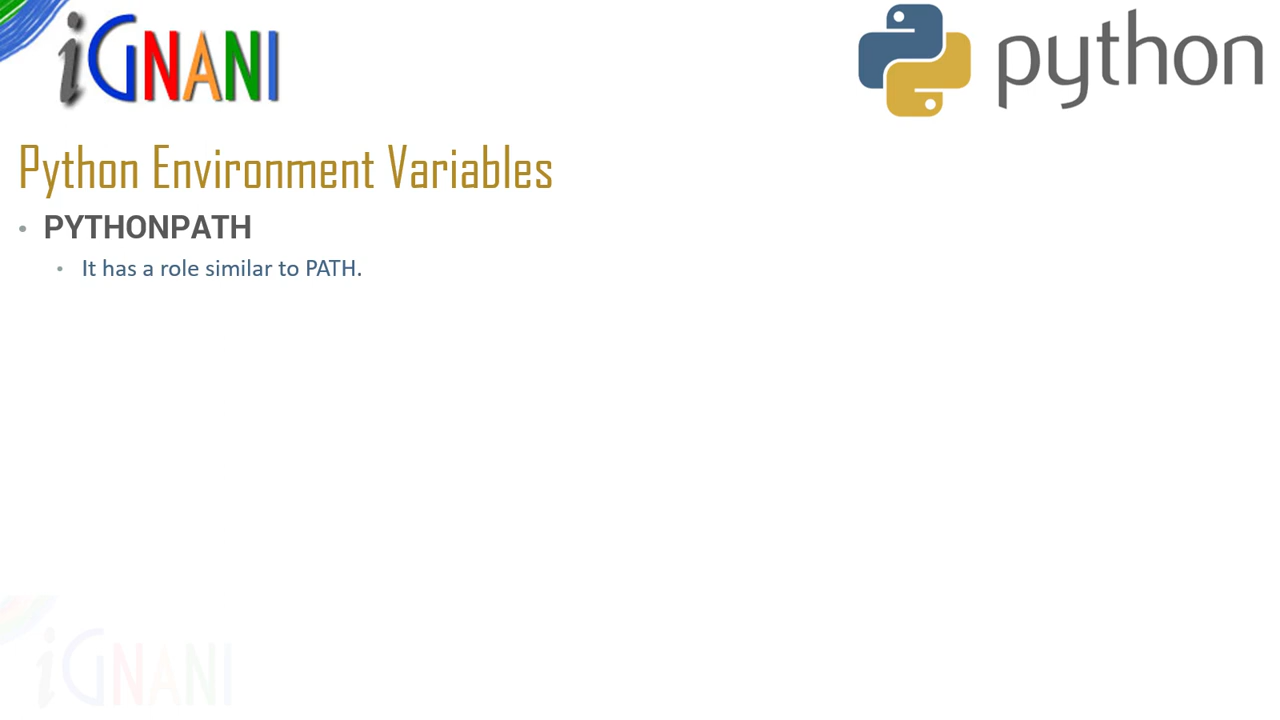 iGNANI
python
Python Environment Variables
• PYTHONPATH
• It has a role similar to PATH.
iGNANI